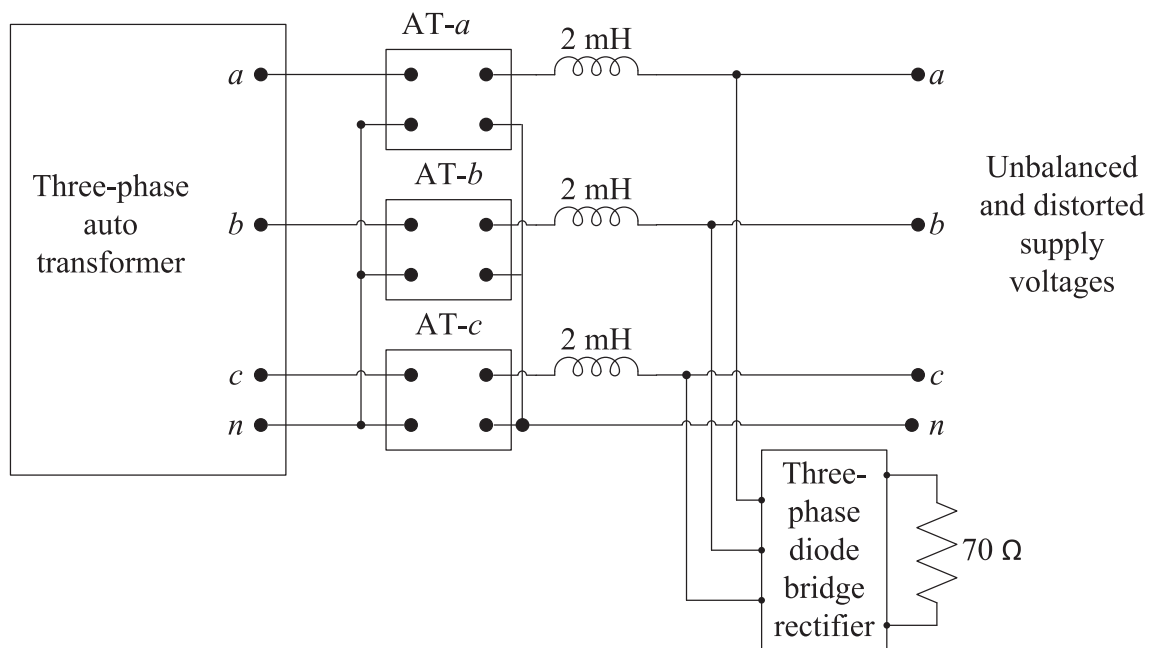 AT-a
2 mH
a
a
Three-phase
auto
transformer
AT-b
2 mH
b
b
Unbalanced
and distorted
supply
voltages
AT-c
2 mH
c
c
n
n
Three-
phase
diode
bridge
rectifier
70 Ω